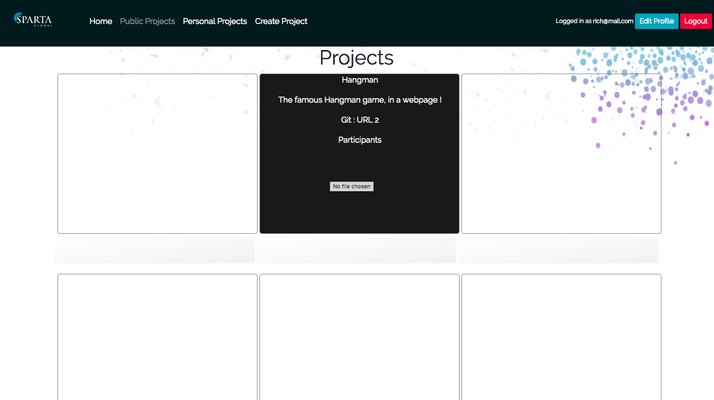 SPARTA
GLOBAL
Home Public Projects Personal Projects Create Project
Logged in as rich@mail.com Edit Profile Logout
Projects
Hangman
The famous Hangman game, in a webpage !
Git : URL 2
Participants
No file chosen